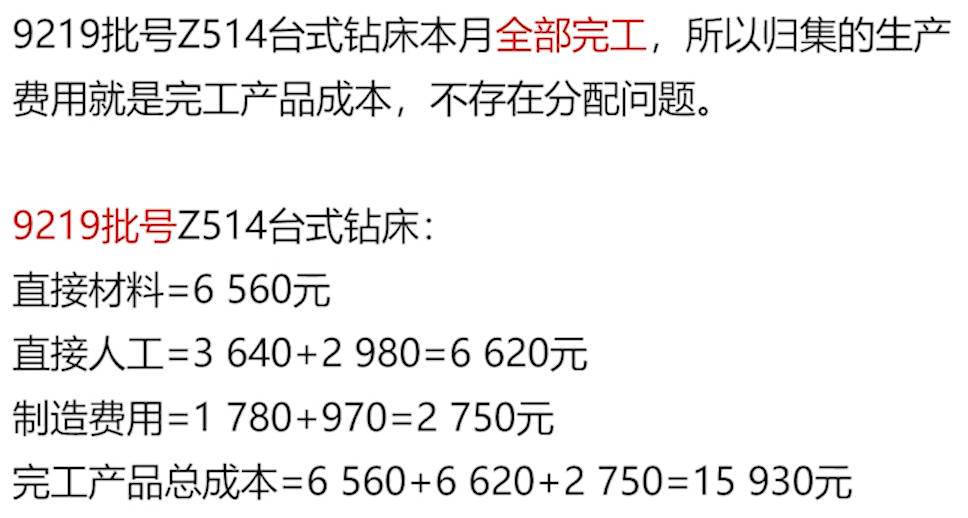 9219批号Z514台式钻床本月全部完工，所以归集的生产
费用就是完工产品成本，不存在分配问题。
9219批号Z514台式钻床：
直接材料=6 560元
直接人工=3 640+2 980=6 620元
制造费用=1 780+970=2 750元
完工产品总成本=6 560+6 620+2 750=15 930元